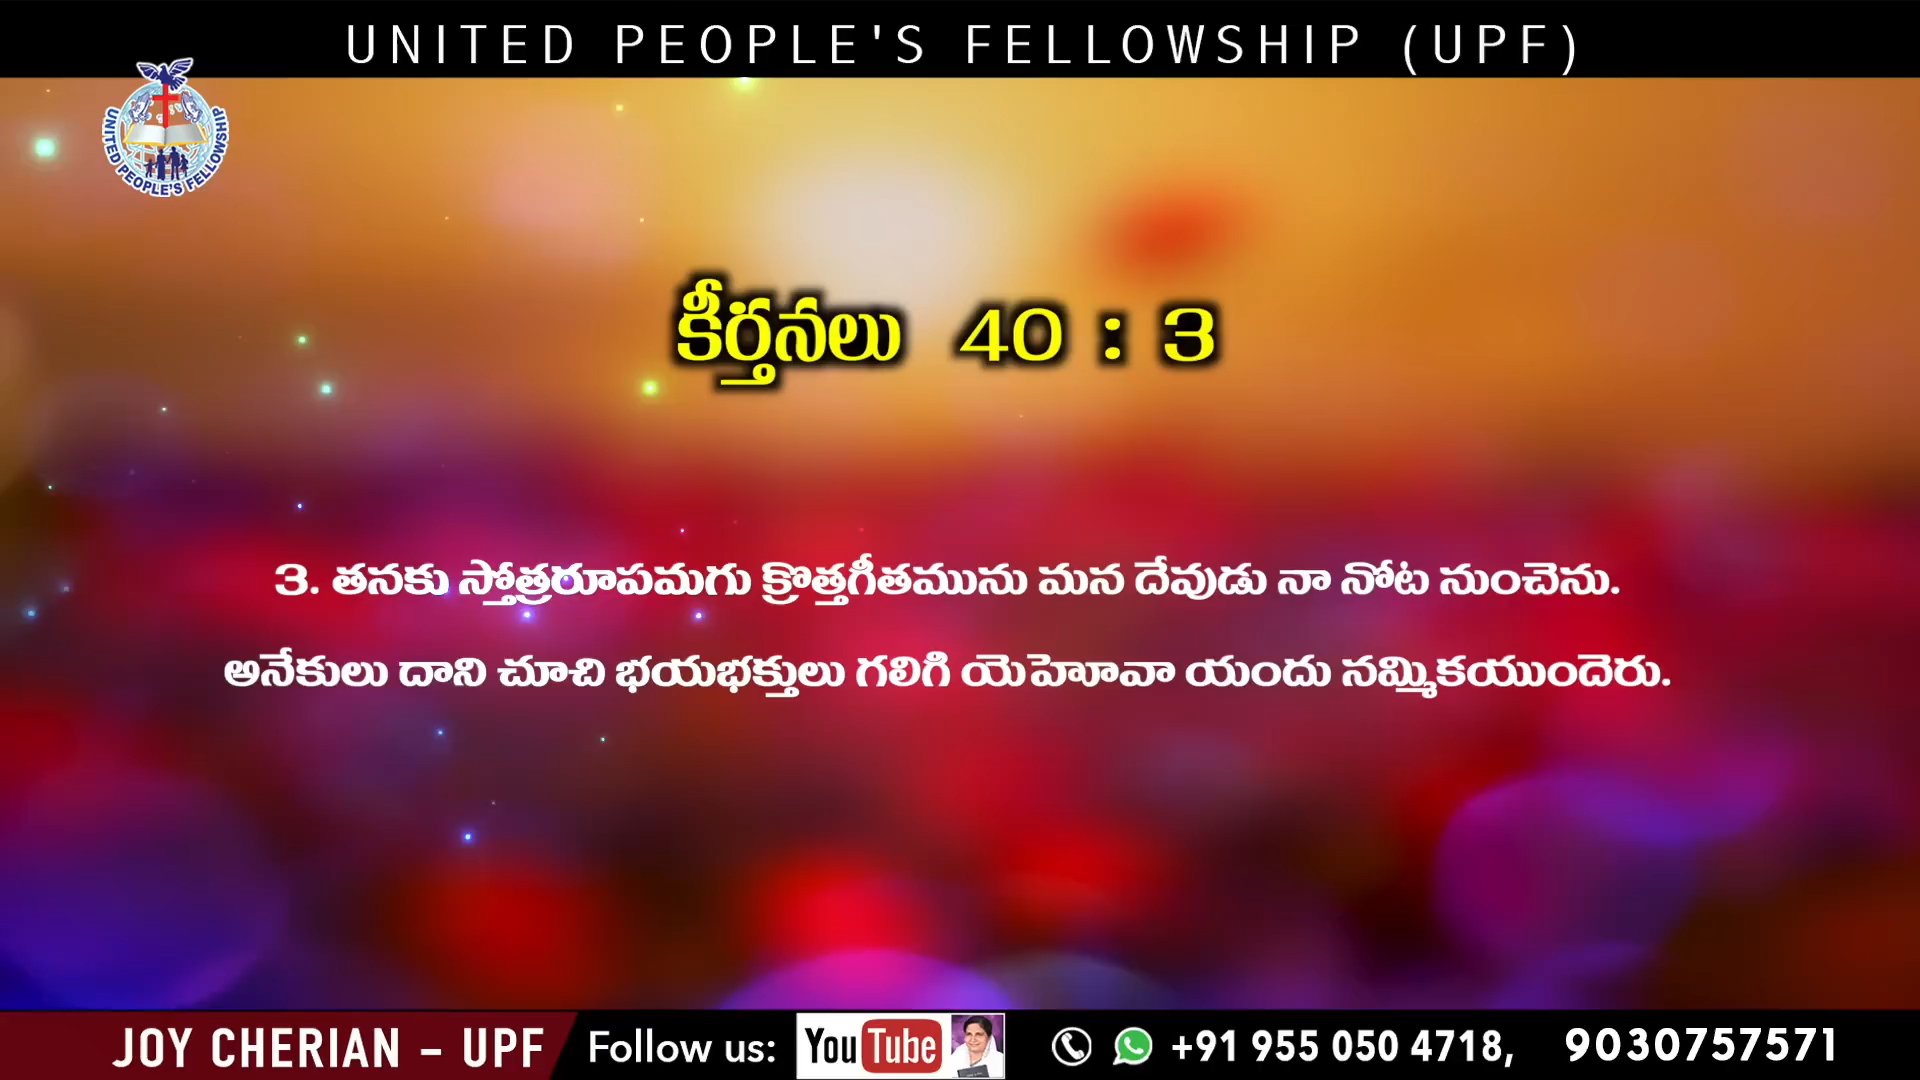 UNITED PEOPLE'S FELLOWSHIP (UPF)
UNITED PEOPLE'S FELLOWSHIP
కీర్తనలు 40 : 3
3. తనకు స్తోత్రరూపమగు క్రొత్తగీతమును మన దేవుడు నా నోట నుంచెను.
అనేకులు దాని చూచి భయభక్తులు గలిగి యెహెూవా యందు నమ్మికయుందెరు.
JOY CHERIAN – UPF Follow us: YouTube +91 955 050 4718, 9030757571